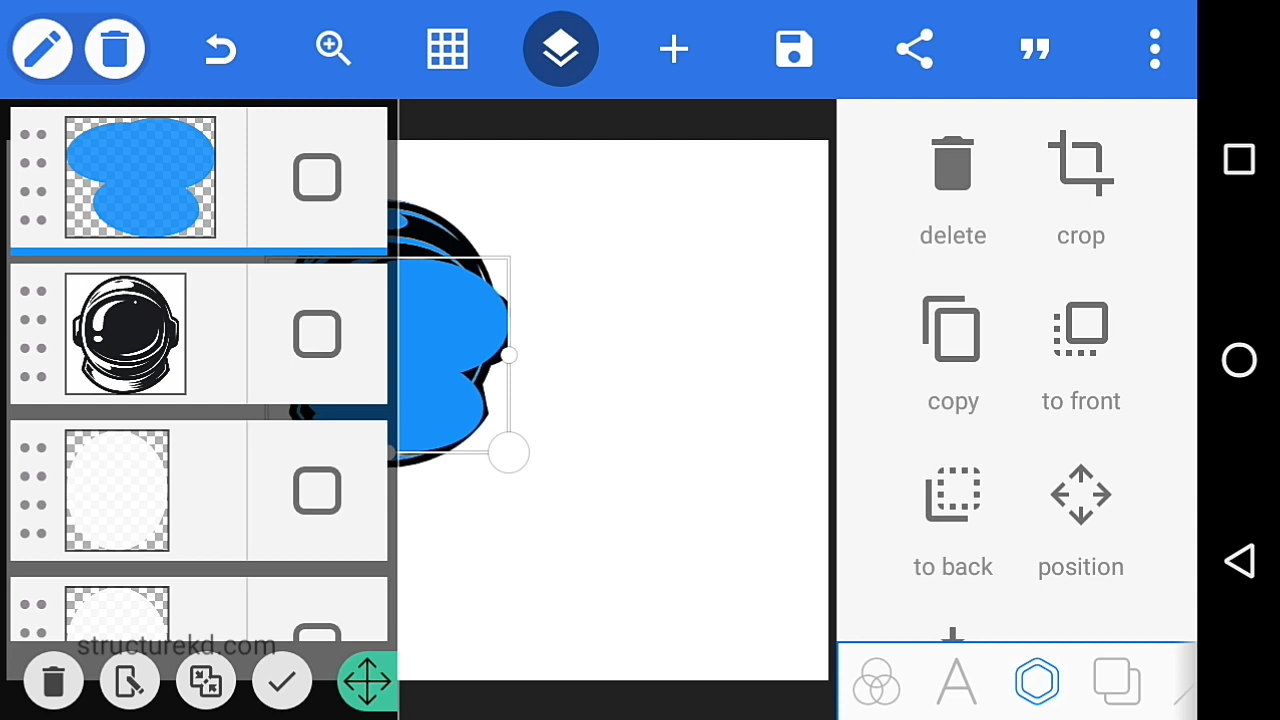 delete
crop
copy
to front
to back
position
structurekd.com